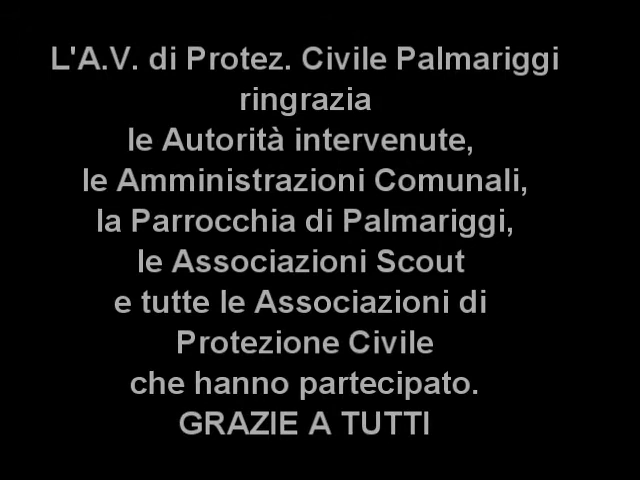 L'A.V. di Protez. Civile Palmariggi
ringrazia
le Autorità intervenute,
le Amministrazioni Comunali,
la Parrocchia di Palmariggi,
le Associazioni Scout
e tutte le Associazioni di
Protezione Civile
che hanno partecipato.
GRAZIE A TUTTI